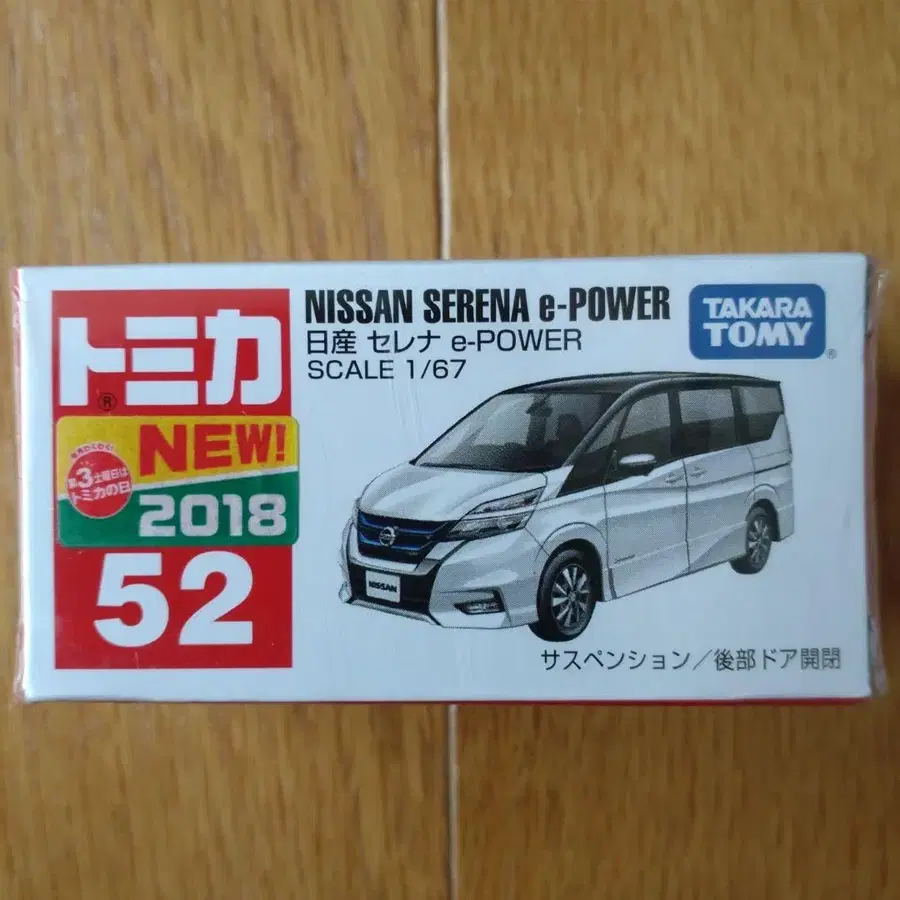 トミカ
®
NEW!
第3土曜日は
トミカの日
2018
52
NISSAN SERENA e-POWER
日産 セレナ e-POWER
SCALE 1/67
TAKARA
TOMY
®
NISSAN
サスペンション／後部ドア開閉